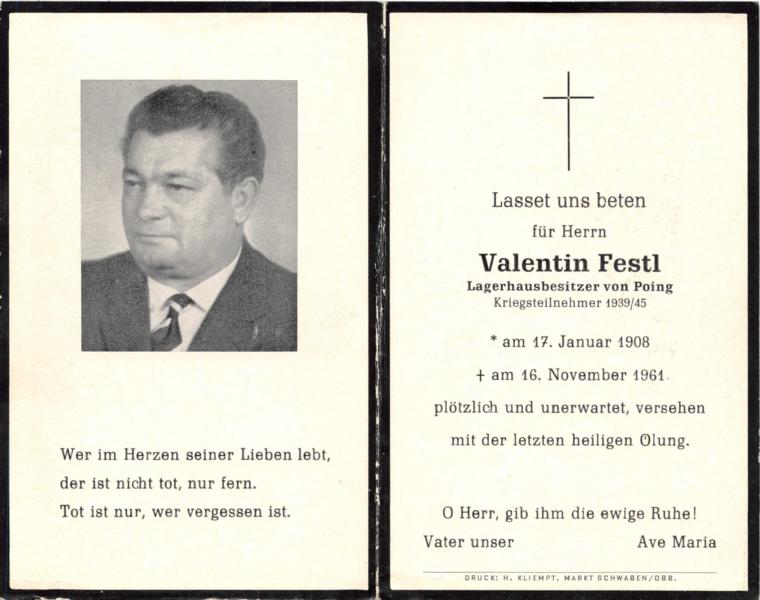 Wer im Herzen seiner Lieben lebt,
der ist nicht tot, nur fern.
Tot ist nur, wer vergessen ist.
Lasset uns beten
für Herrn
Valentin Festl
Lagerhausbesitzer von Poing
Kriegsteilnehmer 1939/45
* am 17. Januar 1908
† am 16. November 1961
plötzlich und unerwartet, versehen
mit der letzten heiligen Ölung.
O Herr, gib ihm die ewige Ruhe!
Vater unser Ave Maria
DRUCK: H. KLIEMPT, MARKT SCHWABEN/OBB.